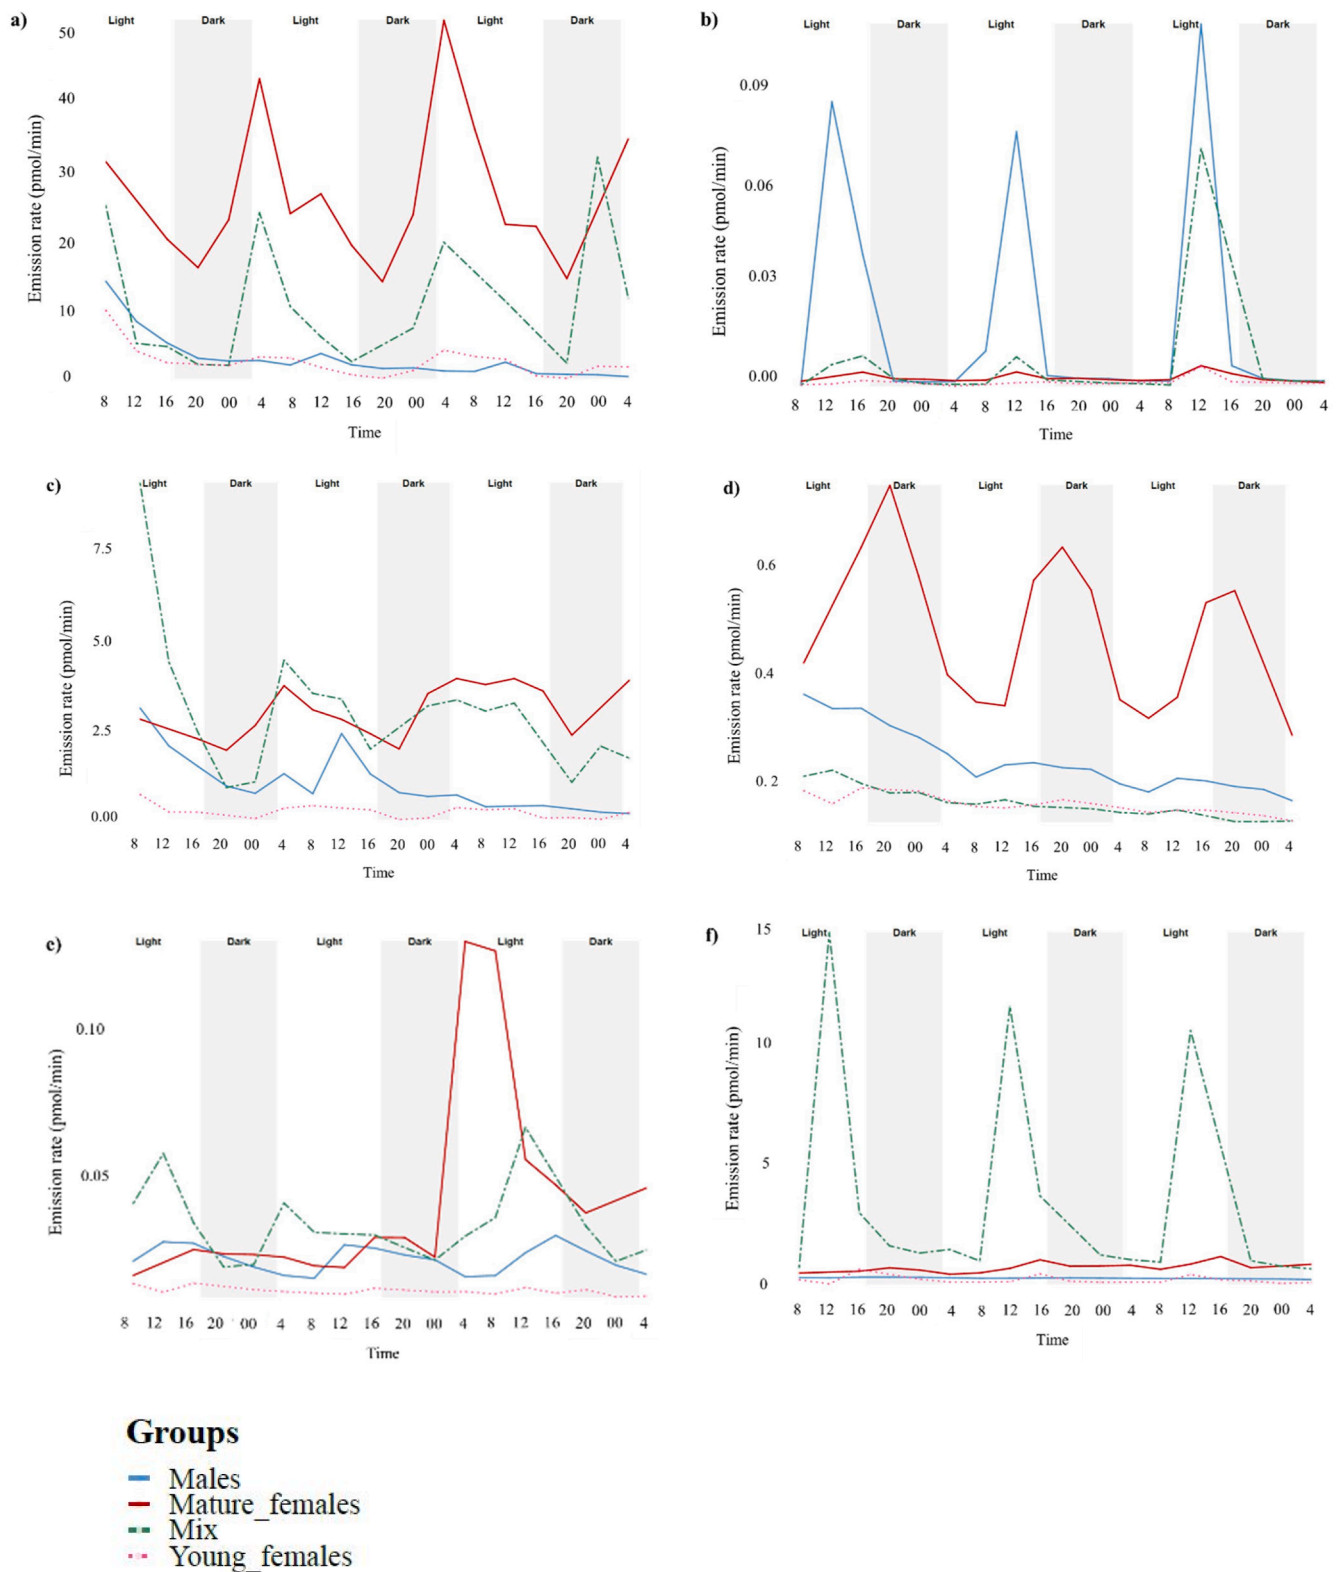 a)
Light Dark Light Dark Light Dark
50
40
30
20
10
0
Emission rate (pmol/min)
8 12 16 20 00 4 8 12 16 20 00 4 8 12 16 20 00 4
Time
b)
Light Dark Light Dark Light Dark
0.09
0.06
0.03
0.00
Emission rate (pmol/min)
8 12 16 20 00 4 8 12 16 20 00 4 8 12 16 20 00 4
Time
c)
Light Dark Light Dark Light Dark
7.5
5.0
2.5
0.00
Emission rate (pmol/min)
8 12 16 20 00 4 8 12 16 20 00 4 8 12 16 20 00 4
Time
d)
Light Dark Light Dark Light Dark
0.6
0.4
0.2
Emission rate (pmol/min)
8 12 16 20 00 4 8 12 16 20 00 4 8 12 16 20 00 4
Time
e)
Light Dark Light Dark Light Dark
0.10
0.05
Emission rate (pmol/min)
8 12 16 20 00 4 8 12 16 20 00 4 8 12 16 20 00 4
Time
f)
Light Dark Light Dark Light Dark
15
10
5
0
Emission rate (pmol/min)
8 12 16 20 00 4 8 12 16 20 00 4 8 12 16 20 00 4
Time
Groups
Males
Mature_females
Mix
Young_females